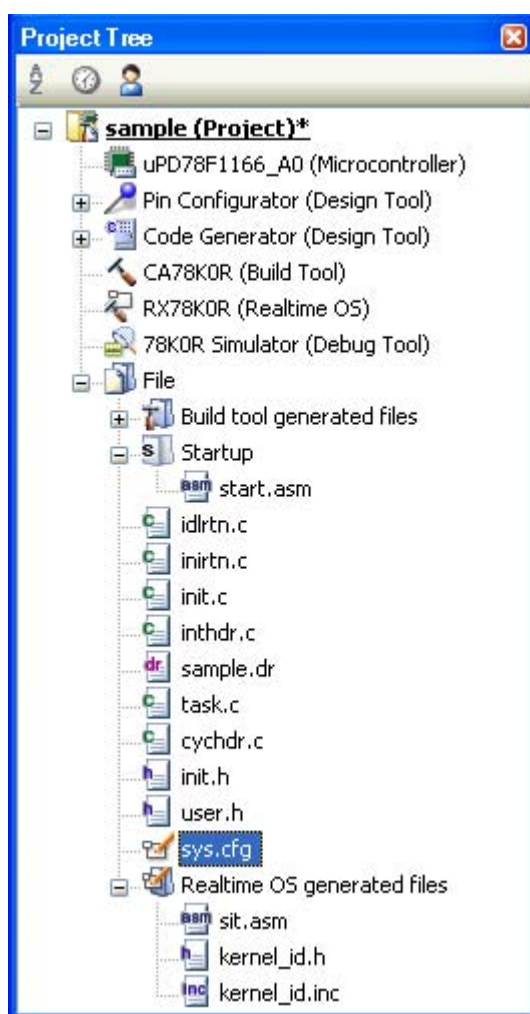 Project Tree
sample (Project)*
uPD78F1166_A0 (Microcontroller)
Pin Configurator (Design Tool)
Code Generator (Design Tool)
CA78K0R (Build Tool)
RX78K0R (Realtime OS)
78K0R Simulator (Debug Tool)
File
Build tool generated files
Startup
start.asm
idlrtn.c
inirtn.c
init.c
inthdr.c
sample.dr
task.c
cychdr.c
init.h
user.h
sys.cfg
Realtime OS generated files
sit.asm
kernel_id.h
kernel_id.inc